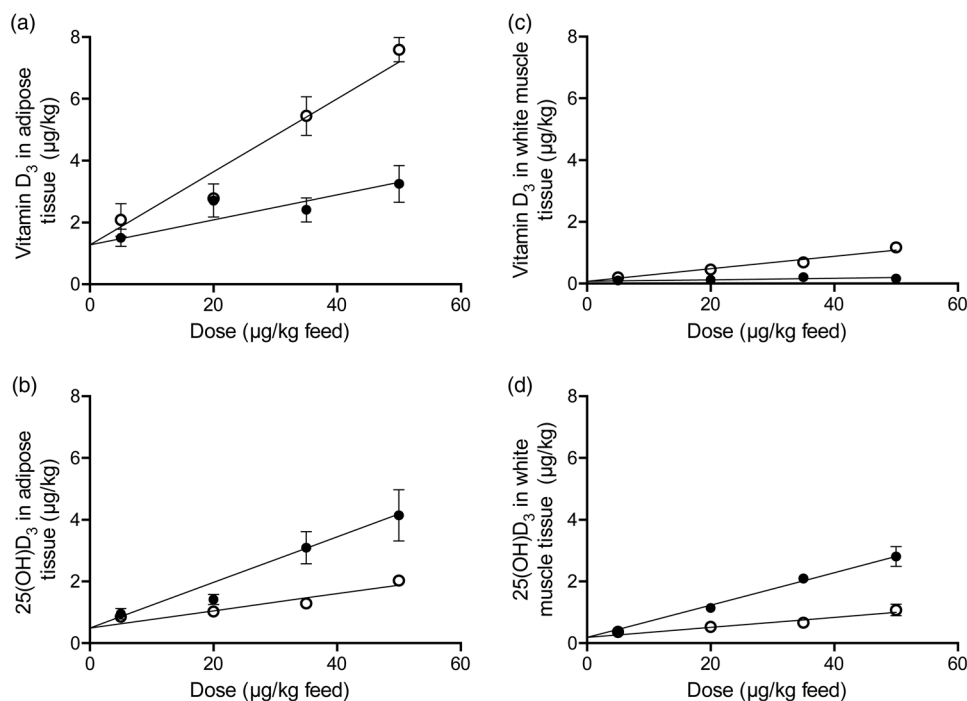 (a)
Vitamin D3 in adipose
tissue (µg/kg)
8
6
4
2
0
0 20 40 60
Dose (µg/kg feed)
(c)
Vitamin D3 in white muscle
tissue (µg/kg)
8
6
4
2
0
0 20 40 60
Dose (µg/kg feed)
(b)
25(OH)D3 in adipose
tissue (µg/kg)
8
6
4
2
0
0 20 40 60
Dose (µg/kg feed)
(d)
25(OH)D3 in white
muscle tissue (µg/kg)
8
6
4
2
0
0 20 40 60
Dose (µg/kg feed)